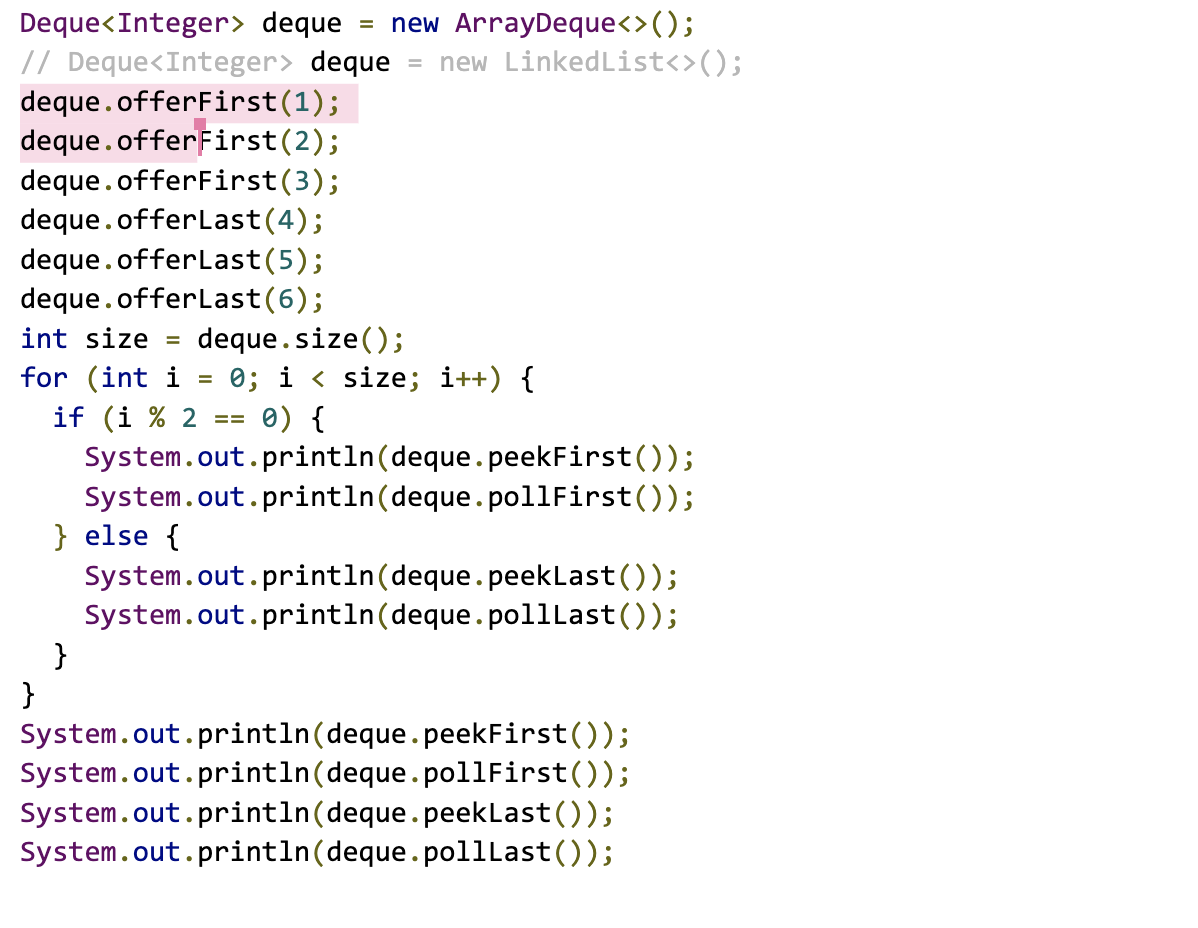 Deque<Integer> deque = new ArrayDeque<>();
// Deque<Integer> deque = new LinkedList<>();
deque.offerFirst(1);
deque.offerFirst(2);
deque.offerFirst(3);
deque.offerLast(4);
deque.offerLast(5);
deque.offerLast(6);
int size = deque.size();
for (int i = 0; i < size; i++) {
  if (i % 2 == 0) {
    System.out.println(deque.peekFirst());
    System.out.println(deque.pollFirst());
  } else {
    System.out.println(deque.peekLast());
    System.out.println(deque.pollLast());
  }
}
System.out.println(deque.peekFirst());
System.out.println(deque.pollFirst());
System.out.println(deque.peekLast());
System.out.println(deque.pollLast());